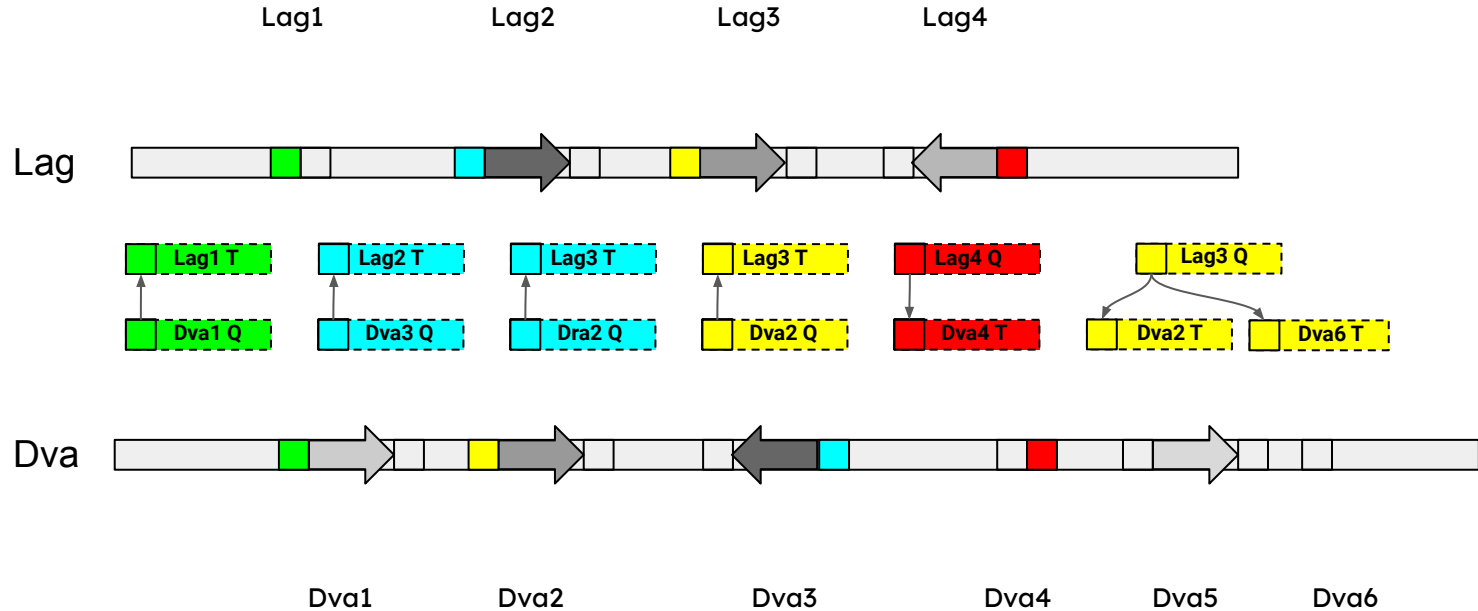 Lag1 Lag2 Lag3 Lag4
Lag
Lag1 T Lag2 T Lag3 T Lag3 T Lag4 Q Lag3 Q
Dva1 Q Dva3 Q Dra2 Q Dva2 Q Dva4 T Dva2 T Dva6 T
Dva
Dva1 Dva2 Dva3 Dva4 Dva5 Dva6